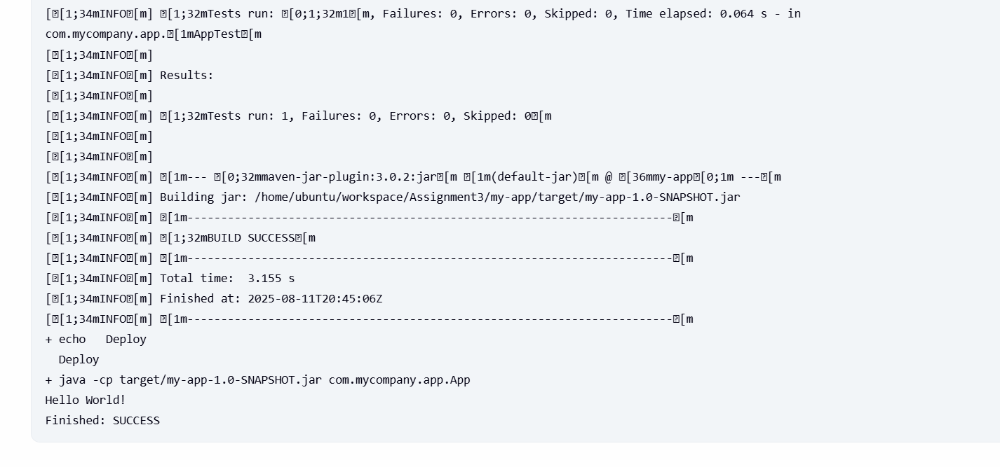 [�[1;34mINFO�[m] �[1;32mTests run: �[0;1;32m1�[m, Failures: 0, Errors: 0, Skipped: 0, Time elapsed: 0.064 s - in
com.mycompany.app.�[1mAppTest�[m
[�[1;34mINFO�[m]
[�[1;34mINFO�[m] Results:
[�[1;34mINFO�[m]
[�[1;34mINFO�[m] �[1;32mTests run: 1, Failures: 0, Errors: 0, Skipped: 0�[m
[�[1;34mINFO�[m]
[�[1;34mINFO�[m]
[�[1;34mINFO�[m] �[1m--- �[0;32mmaven-jar-plugin:3.0.2:jar�[m �[1m(default-jar)�[m @ �[36mmy-app�[0;1m ---�[m
[�[1;34mINFO�[m] Building jar: /home/ubuntu/workspace/Assignment3/my-app/target/my-app-1.0-SNAPSHOT.jar
[�[1;34mINFO�[m] �[1m------------------------------------------------------------------------�[m
[�[1;34mINFO�[m] �[1;32mBUILD SUCCESS�[m
[�[1;34mINFO�[m] �[1m------------------------------------------------------------------------�[m
[�[1;34mINFO�[m] Total time:  3.155 s
[�[1;34mINFO�[m] Finished at: 2025-08-11T20:45:06Z
[�[1;34mINFO�[m] �[1m------------------------------------------------------------------------�[m
+ echo   Deploy
  Deploy
+ java -cp target/my-app-1.0-SNAPSHOT.jar com.mycompany.app.App
Hello World!
Finished: SUCCESS